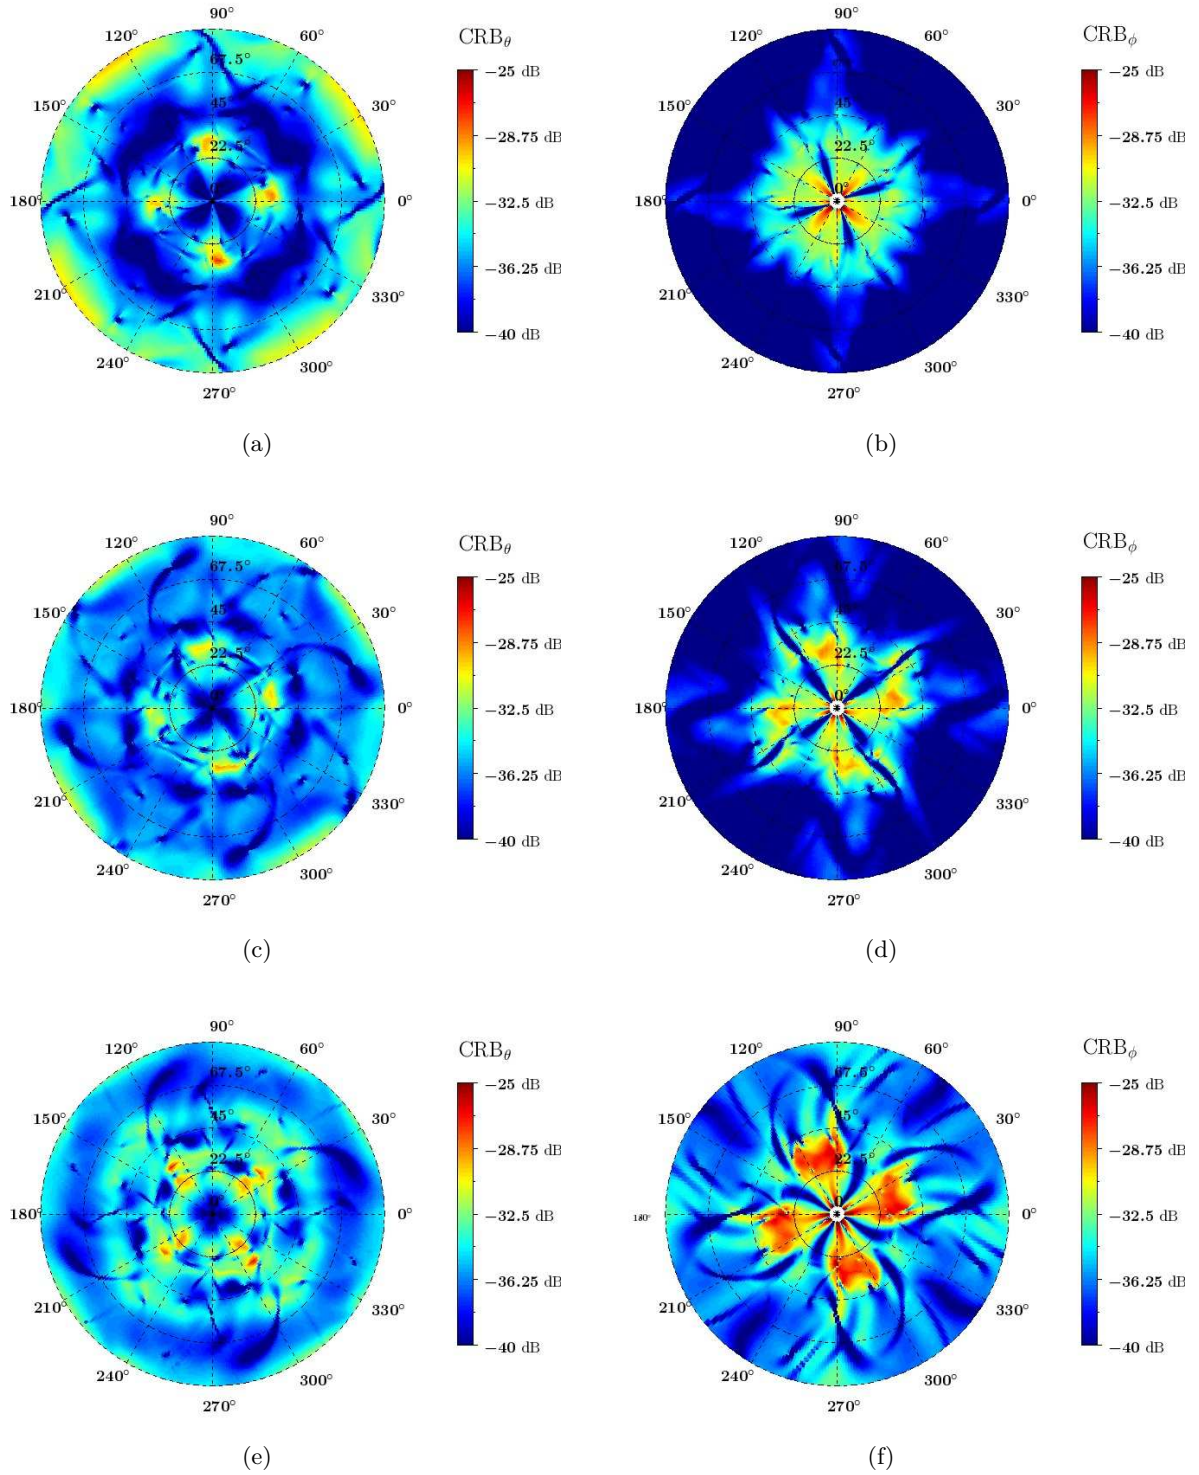 90°
120°
60°
67.5°
150°
45°
30°
22.5°
0°
180°
0°
210°
330°
240°
300°
270°
CRB_θ
−25 dB
−28.75 dB
−32.5 dB
−36.25 dB
−40 dB
(a)
90°
120°
60°
150°
45
30°
22.5°
0°
180°
0°
210°
330°
240°
300°
270°
CRB_ϕ
−25 dB
−28.75 dB
−32.5 dB
−36.25 dB
−40 dB
(b)
90°
120°
60°
67.5°
150°
45
30°
22.5°
0°
180°
0°
210°
330°
240°
300°
270°
CRB_θ
−25 dB
−28.75 dB
−32.5 dB
−36.25 dB
−40 dB
(c)
90°
120°
60°
67.5°
150°
45
30°
22.5°
0°
180°
0°
210°
330°
240°
300°
270°
CRB_ϕ
−25 dB
−28.75 dB
−32.5 dB
−36.25 dB
−40 dB
(d)
90°
120°
60°
67.5°
150°
45°
30°
22.5°
180°
0°
210°
330°
240°
300°
270°
CRB_θ
−25 dB
−28.75 dB
−32.5 dB
−36.25 dB
−40 dB
(e)
90°
120°
60°
67.5°
150°
45°
30°
22.5°
0°
180°
0°
210°
330°
240°
300°
270°
CRB_ϕ
−25 dB
−28.75 dB
−32.5 dB
−36.25 dB
−40 dB
(f)